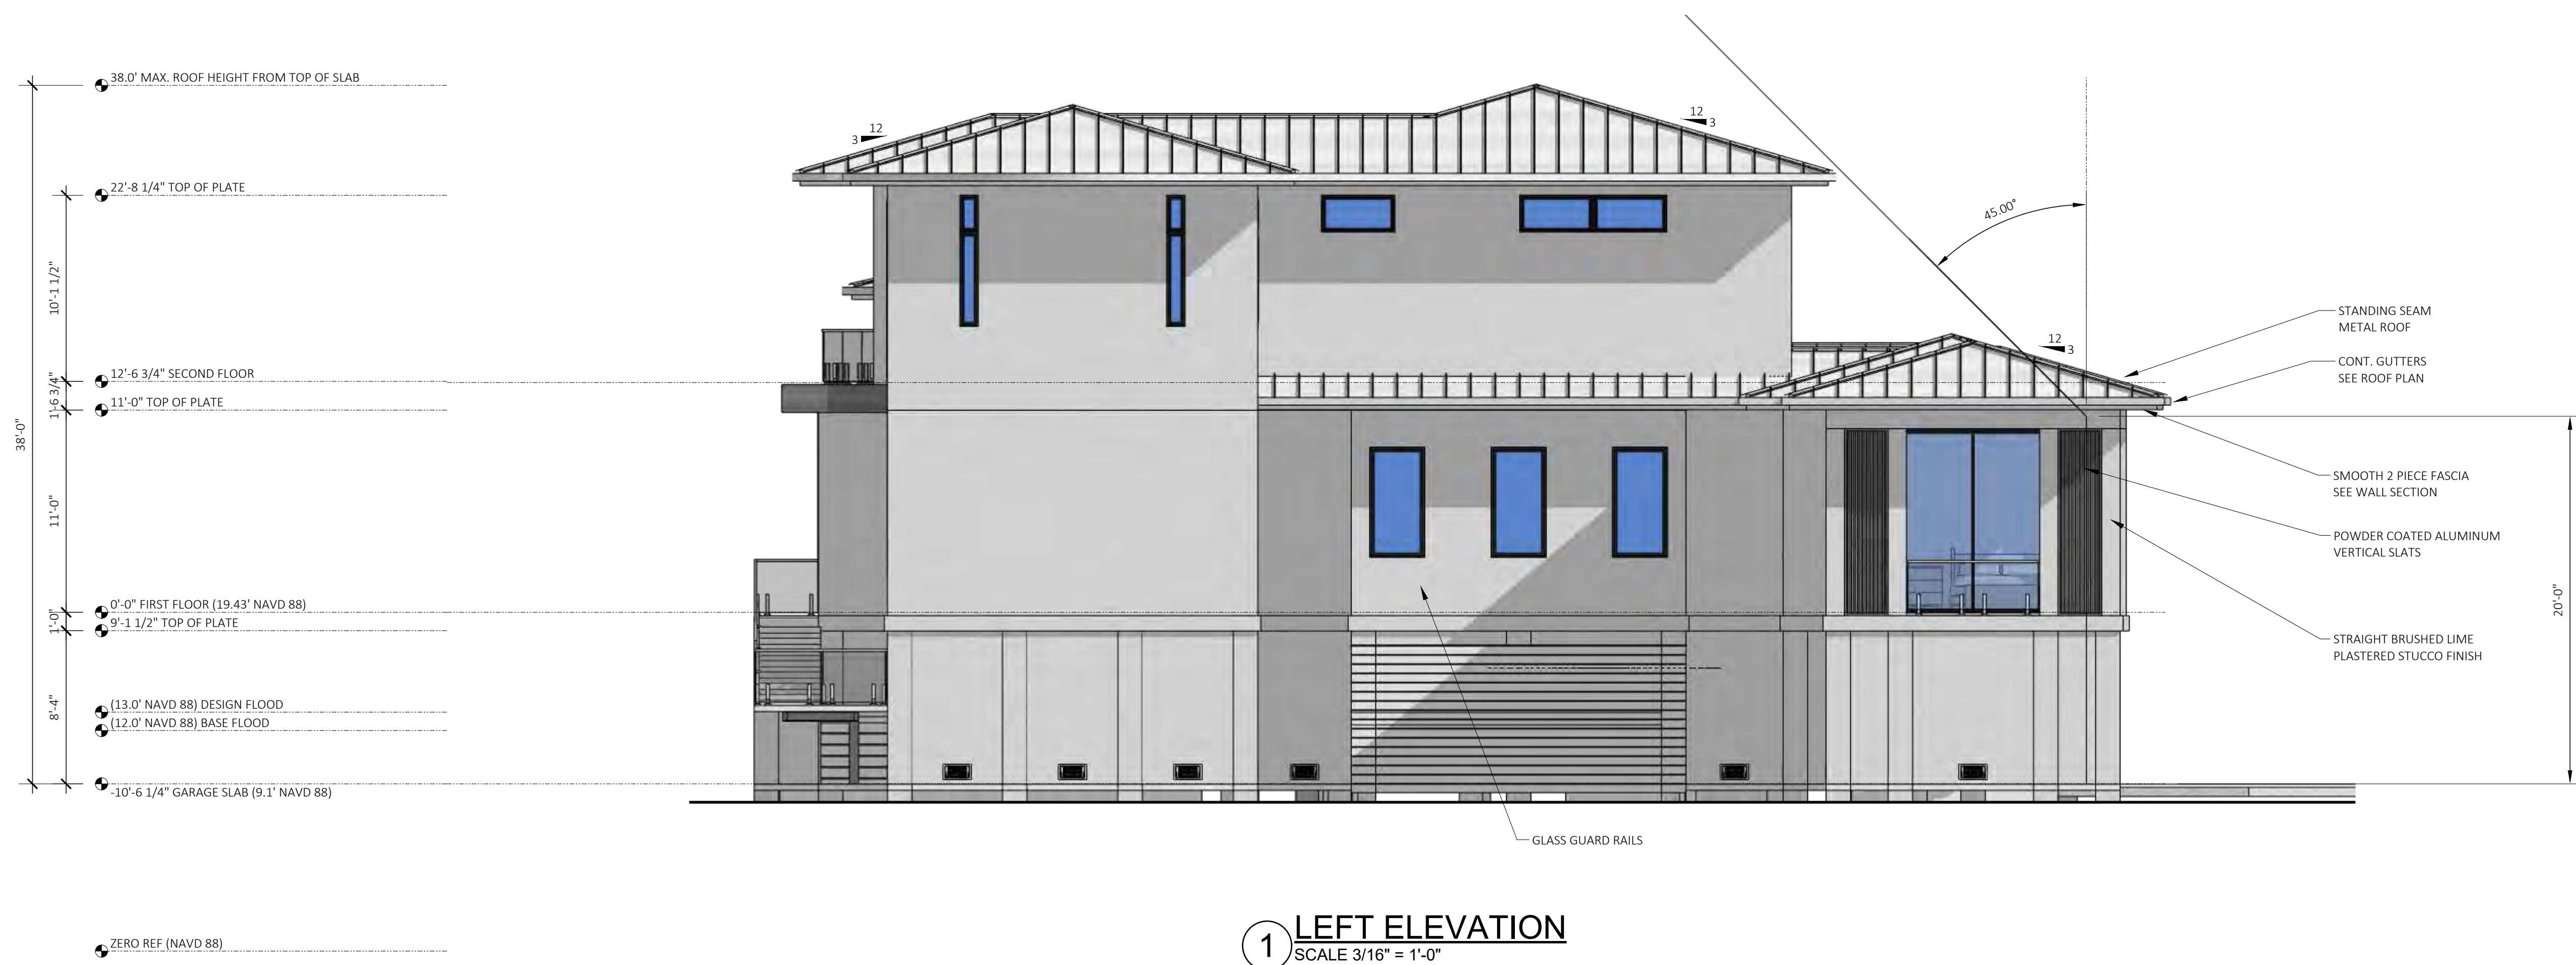 38.0' MAX. ROOF HEIGHT FROM TOP OF SLAB
12
3
12
3
22'-8 1/4" TOP OF PLATE
45.00°
10'-1 1/2"
STANDING SEAM
METAL ROOF
12
3
CONT. GUTTERS
SEE ROOF PLAN
12'-6 3/4" SECOND FLOOR
1'-6 3/4"
11'-0" TOP OF PLATE
38'-0"
SMOOTH 2 PIECE FASCIA
SEE WALL SECTION
11'-0"
POWDER COATED ALUMINUM
VERTICAL SLATS
0'-0" FIRST FLOOR (19.43' NAVD 88)
1'-0"
9'-1 1/2" TOP OF PLATE
20'-0"
STRAIGHT BRUSHED LIME
PLASTERED STUCCO FINISH
8'-4"
(13.0' NAVD 88) DESIGN FLOOD
(12.0' NAVD 88) BASE FLOOD
-10'-6 1/4" GARAGE SLAB (9.1' NAVD 88)
GLASS GUARD RAILS
1
LEFT ELEVATION
SCALE 3/16" = 1'-0"
ZERO REF (NAVD 88)